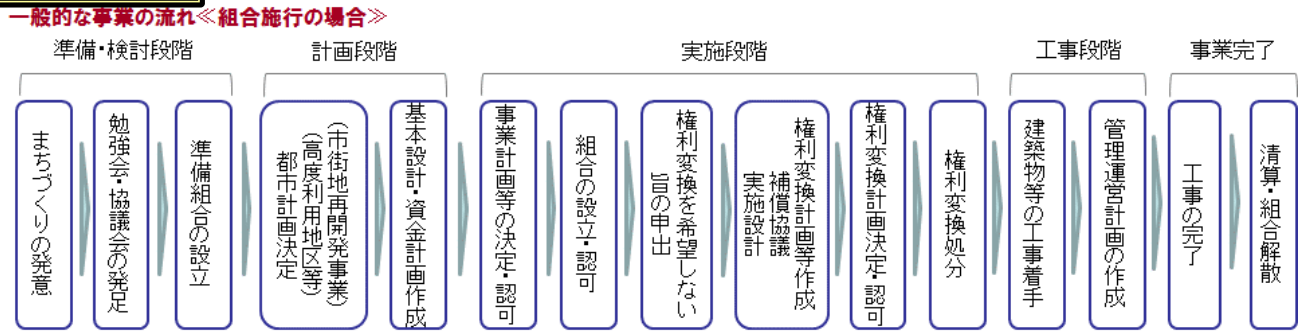 一般的な事業の流れ≪組合施行の場合≫
準備・検討段階
計画段階
実施段階
工事段階
事業完了
まちづくりの発意
勉強会・協議会の発足
準備組合の設立
(市街地再開発事業)
(高度利用地区等)
都市計画決定
基本設計・資金計画作成
事業計画等の決定・認可
組合の設立・認可
権利変換を希望しない
旨の申出
権利変換計画等作成
補償協議
実施設計
権利変換計画決定・認可
権利変換処分
建築物等の工事着手
管理運営計画の作成
工事の完了
清算・組合解散